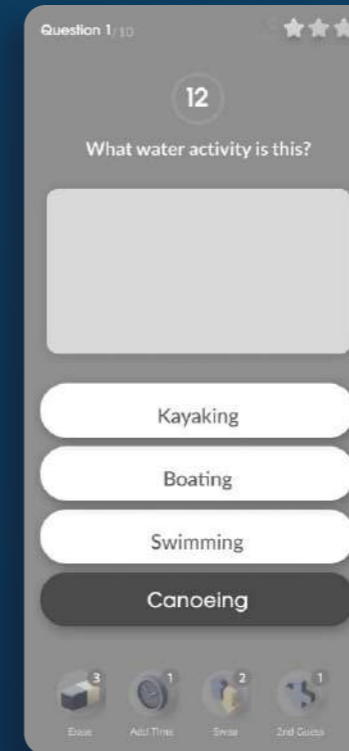 Question 1/10
12
What water activity is this?
Kayaking
Boating
Swimming
Canoeing
3
1
2
1
Erase
Add Time
Swap
2nd Guess